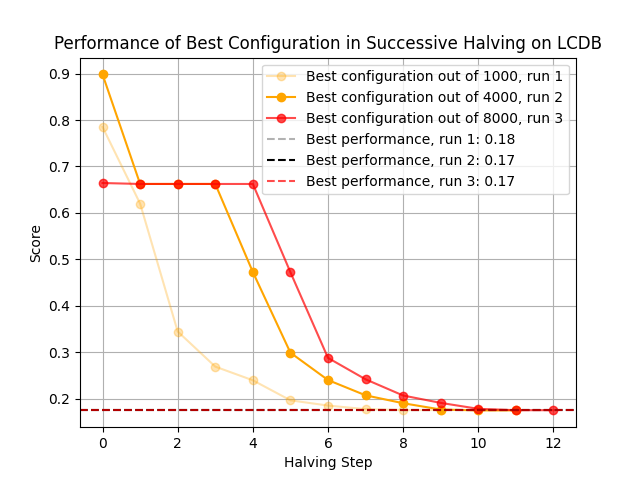 Performance of Best Configuration in Successive Halving on LCDB
Best configuration out of 1000, run 1
Best configuration out of 4000, run 2
Best configuration out of 8000, run 3
Best performance, run 1: 0.18
Best performance, run 2: 0.17
Best performance, run 3: 0.17
Score
0.9
0.8
0.7
0.6
0.5
0.4
0.3
0.2
0 2 4 6 8 10 12
Halving Step